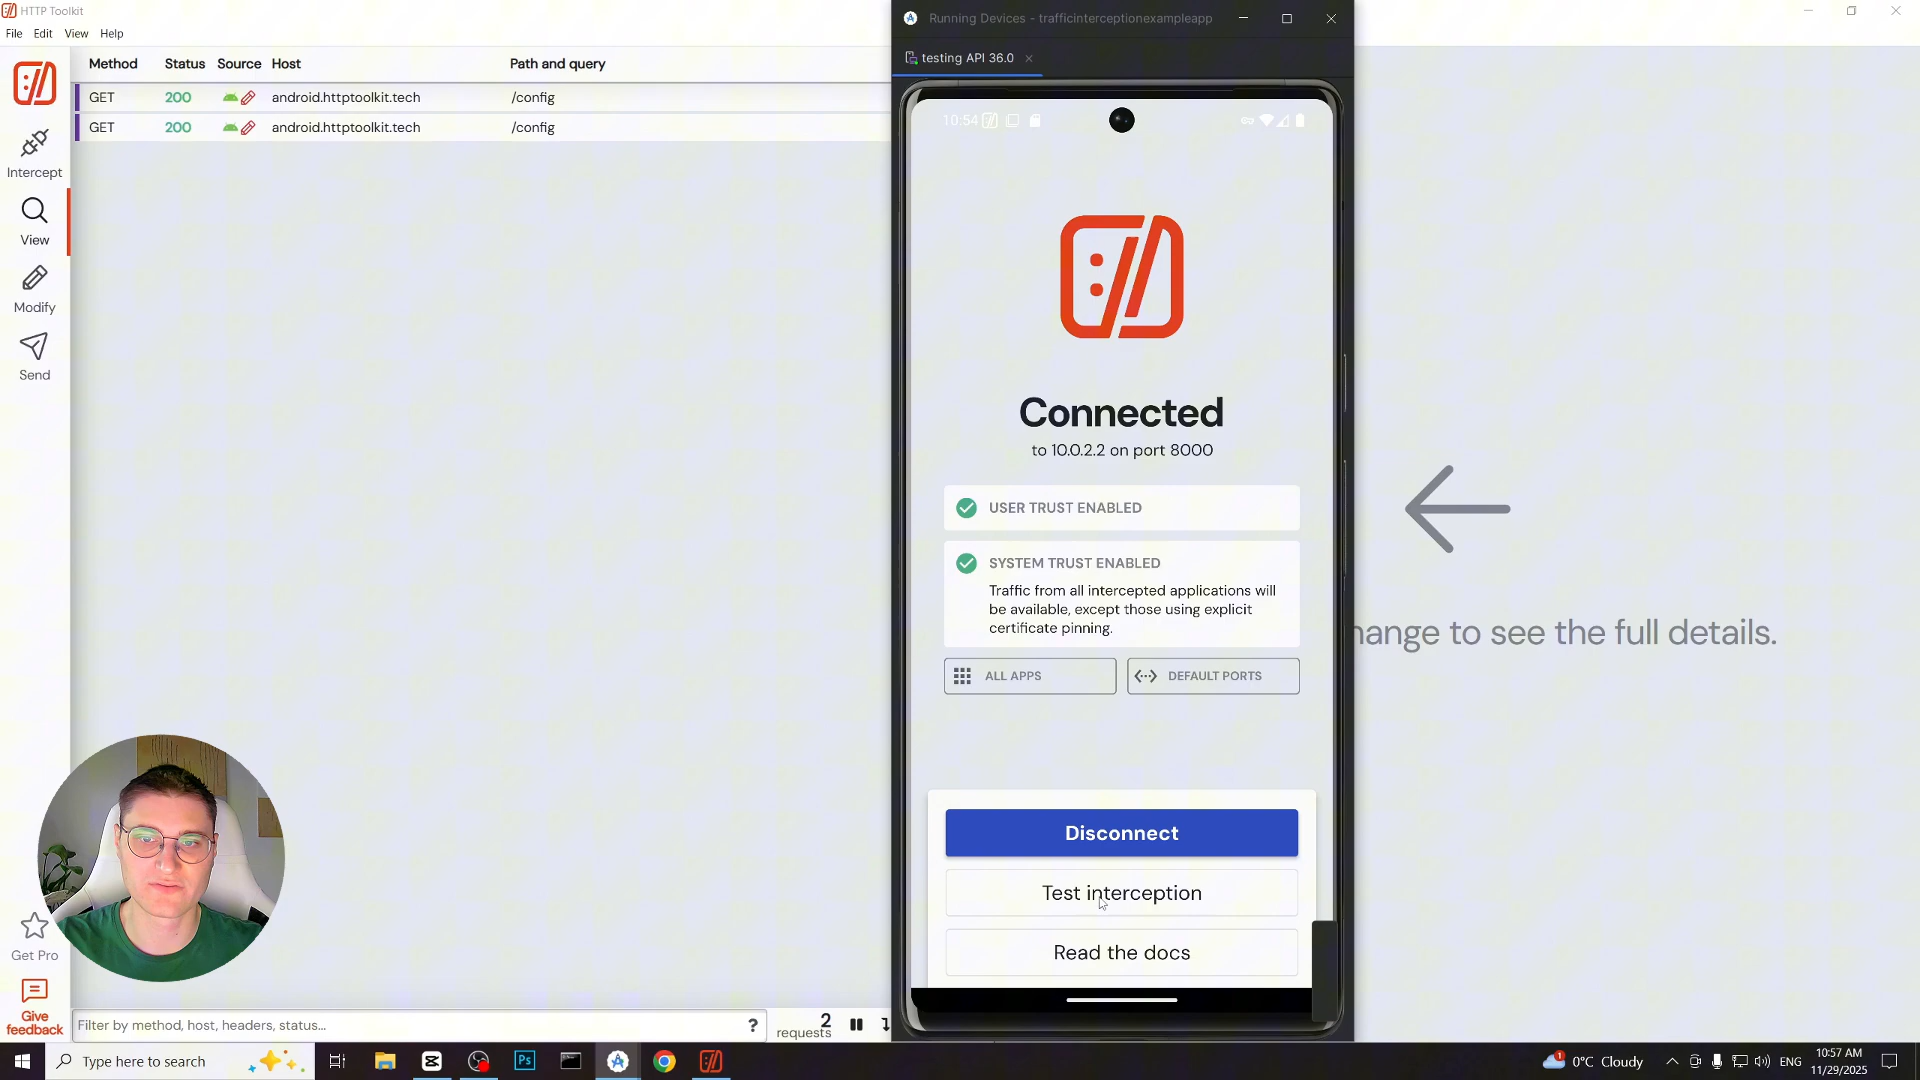 HTTP Toolkit
File Edit View Help
Method Status Source Host Path and query
GET 200 android.httptoolkit.tech /config
GET 200 android.httptoolkit.tech /config
Intercept
View
Modify
Send
Get Pro
Give
feedback
Filter by method, host, headers, status... ?
2
requests
Running Devices - trafficinterceptionexampleapp
testing API 36.0
10:54
Connected
to 10.0.2.2 on port 8000
USER TRUST ENABLED
SYSTEM TRUST ENABLED
Traffic from all intercepted applications will
be available, except those using explicit
certificate pinning.
ALL APPS
DEFAULT PORTS
Disconnect
Test interception
Read the docs
hange to see the full details.
Type here to search
Ps
1
0°C Cloudy
ENG
10:57 AM
11/29/2025